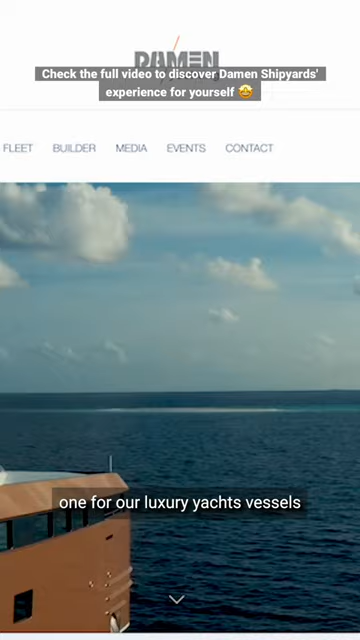 DAMEN
Check the full video to discover Damen Shipyards'
experience for yourself 🤩
FLEET BUILDER MEDIA EVENTS CONTACT
one for our luxury yachts vessels